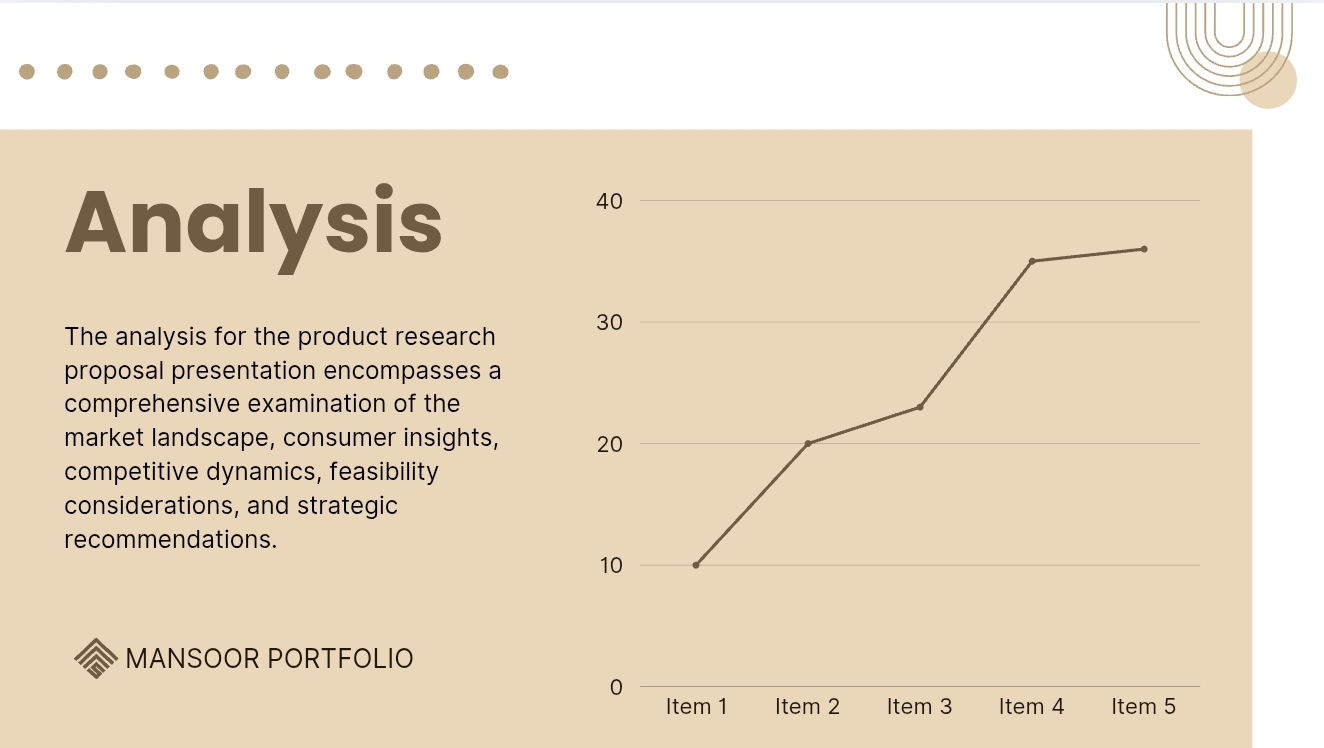 Analysis
The analysis for the product research
proposal presentation encompasses a
comprehensive examination of the
market landscape, consumer insights,
competitive dynamics, feasibility
considerations, and strategic
recommendations.
MANSOOR PORTFOLIO
40
30
20
10
0
Item 1 Item 2 Item 3 Item 4 Item 5